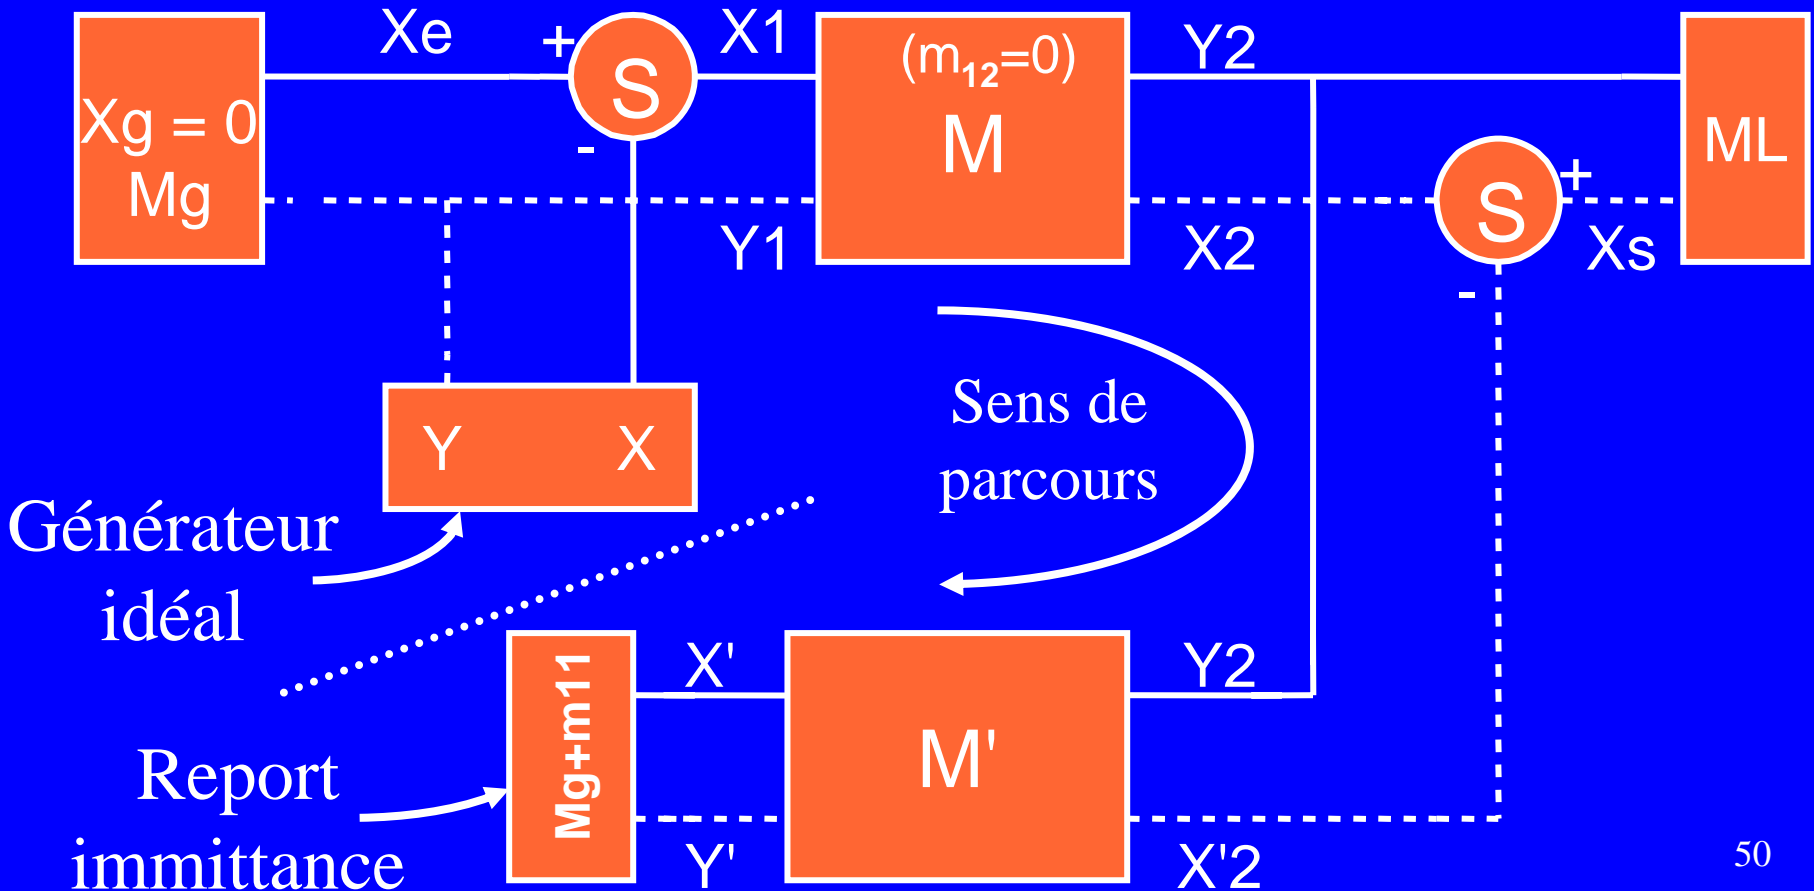 Xe
+
S
X1
(m12=0)
M
Y2
Xg = 0
Mg
ML
-
Y1
X2
S
+
Xs
-
Y X
Sens de
parcours
Générateur
idéal
Mg+m11
X'
M'
Y2
Report
immittance
Y'
X'2
50